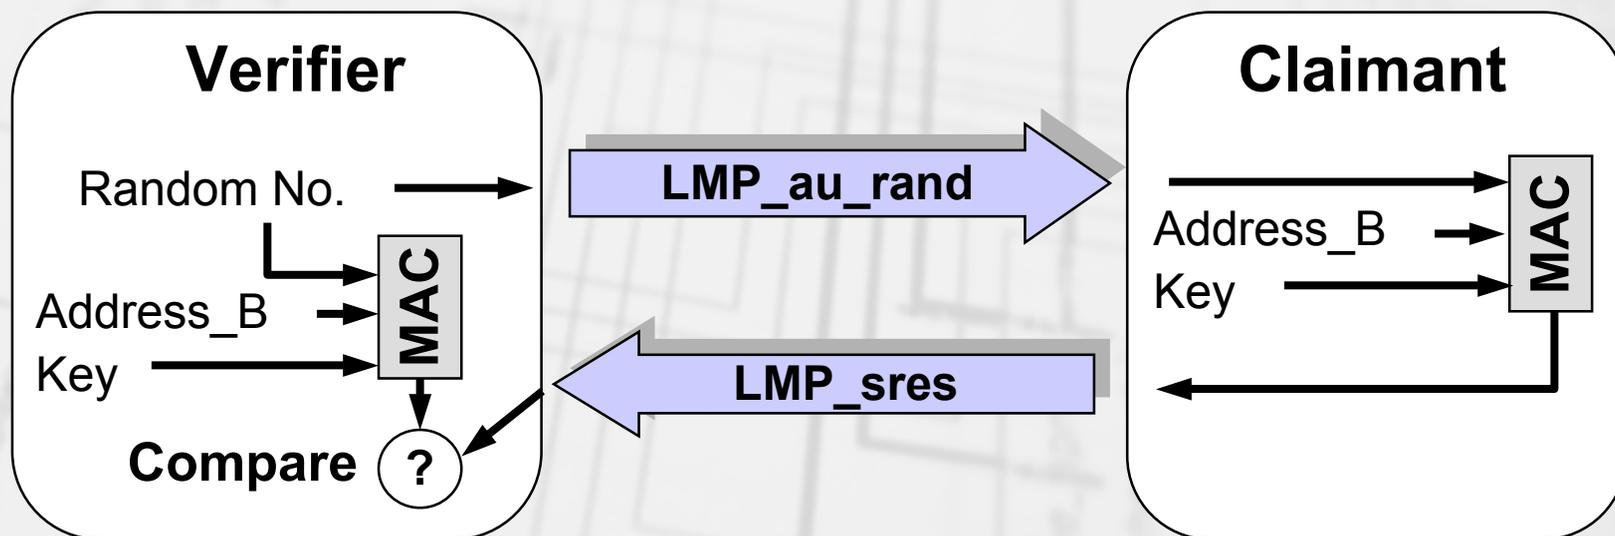 Verifier
Random No.
MAC
Address_B
Key
Compare
?
LMP_au_rand
LMP_sres
Claimant
Address_B
Key
MAC